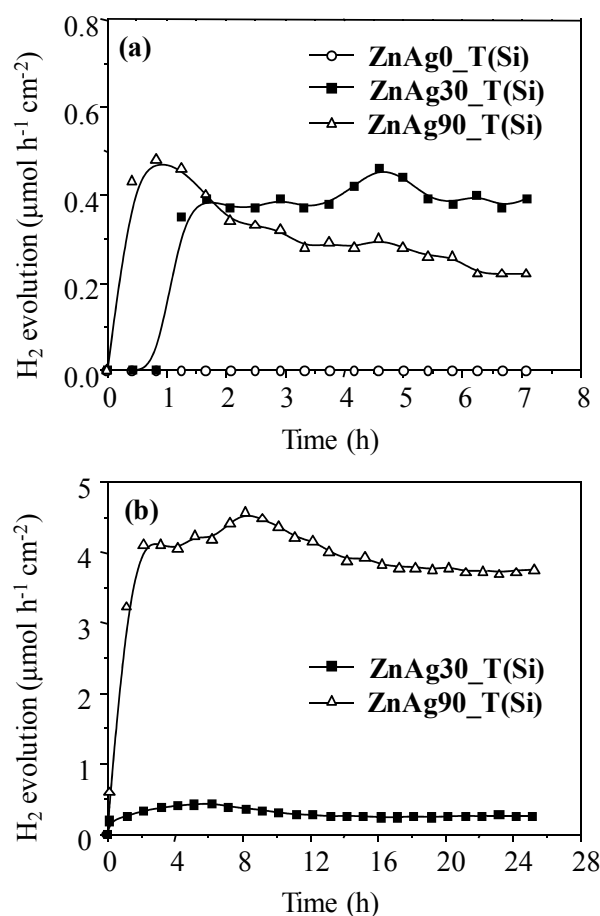 (a)
ZnAg0_T(Si)
ZnAg30_T(Si)
ZnAg90_T(Si)
H₂ evolution (µmol h⁻¹ cm⁻²)
0.8
0.6
0.4
0.2
0.0
0 1 2 3 4 5 6 7 8
Time (h)
(b)
ZnAg30_T(Si)
ZnAg90_T(Si)
H₂ evolution (µmol h⁻¹ cm⁻²)
5
4
3
2
1
0
0 4 8 12 16 20 24 28
Time (h)